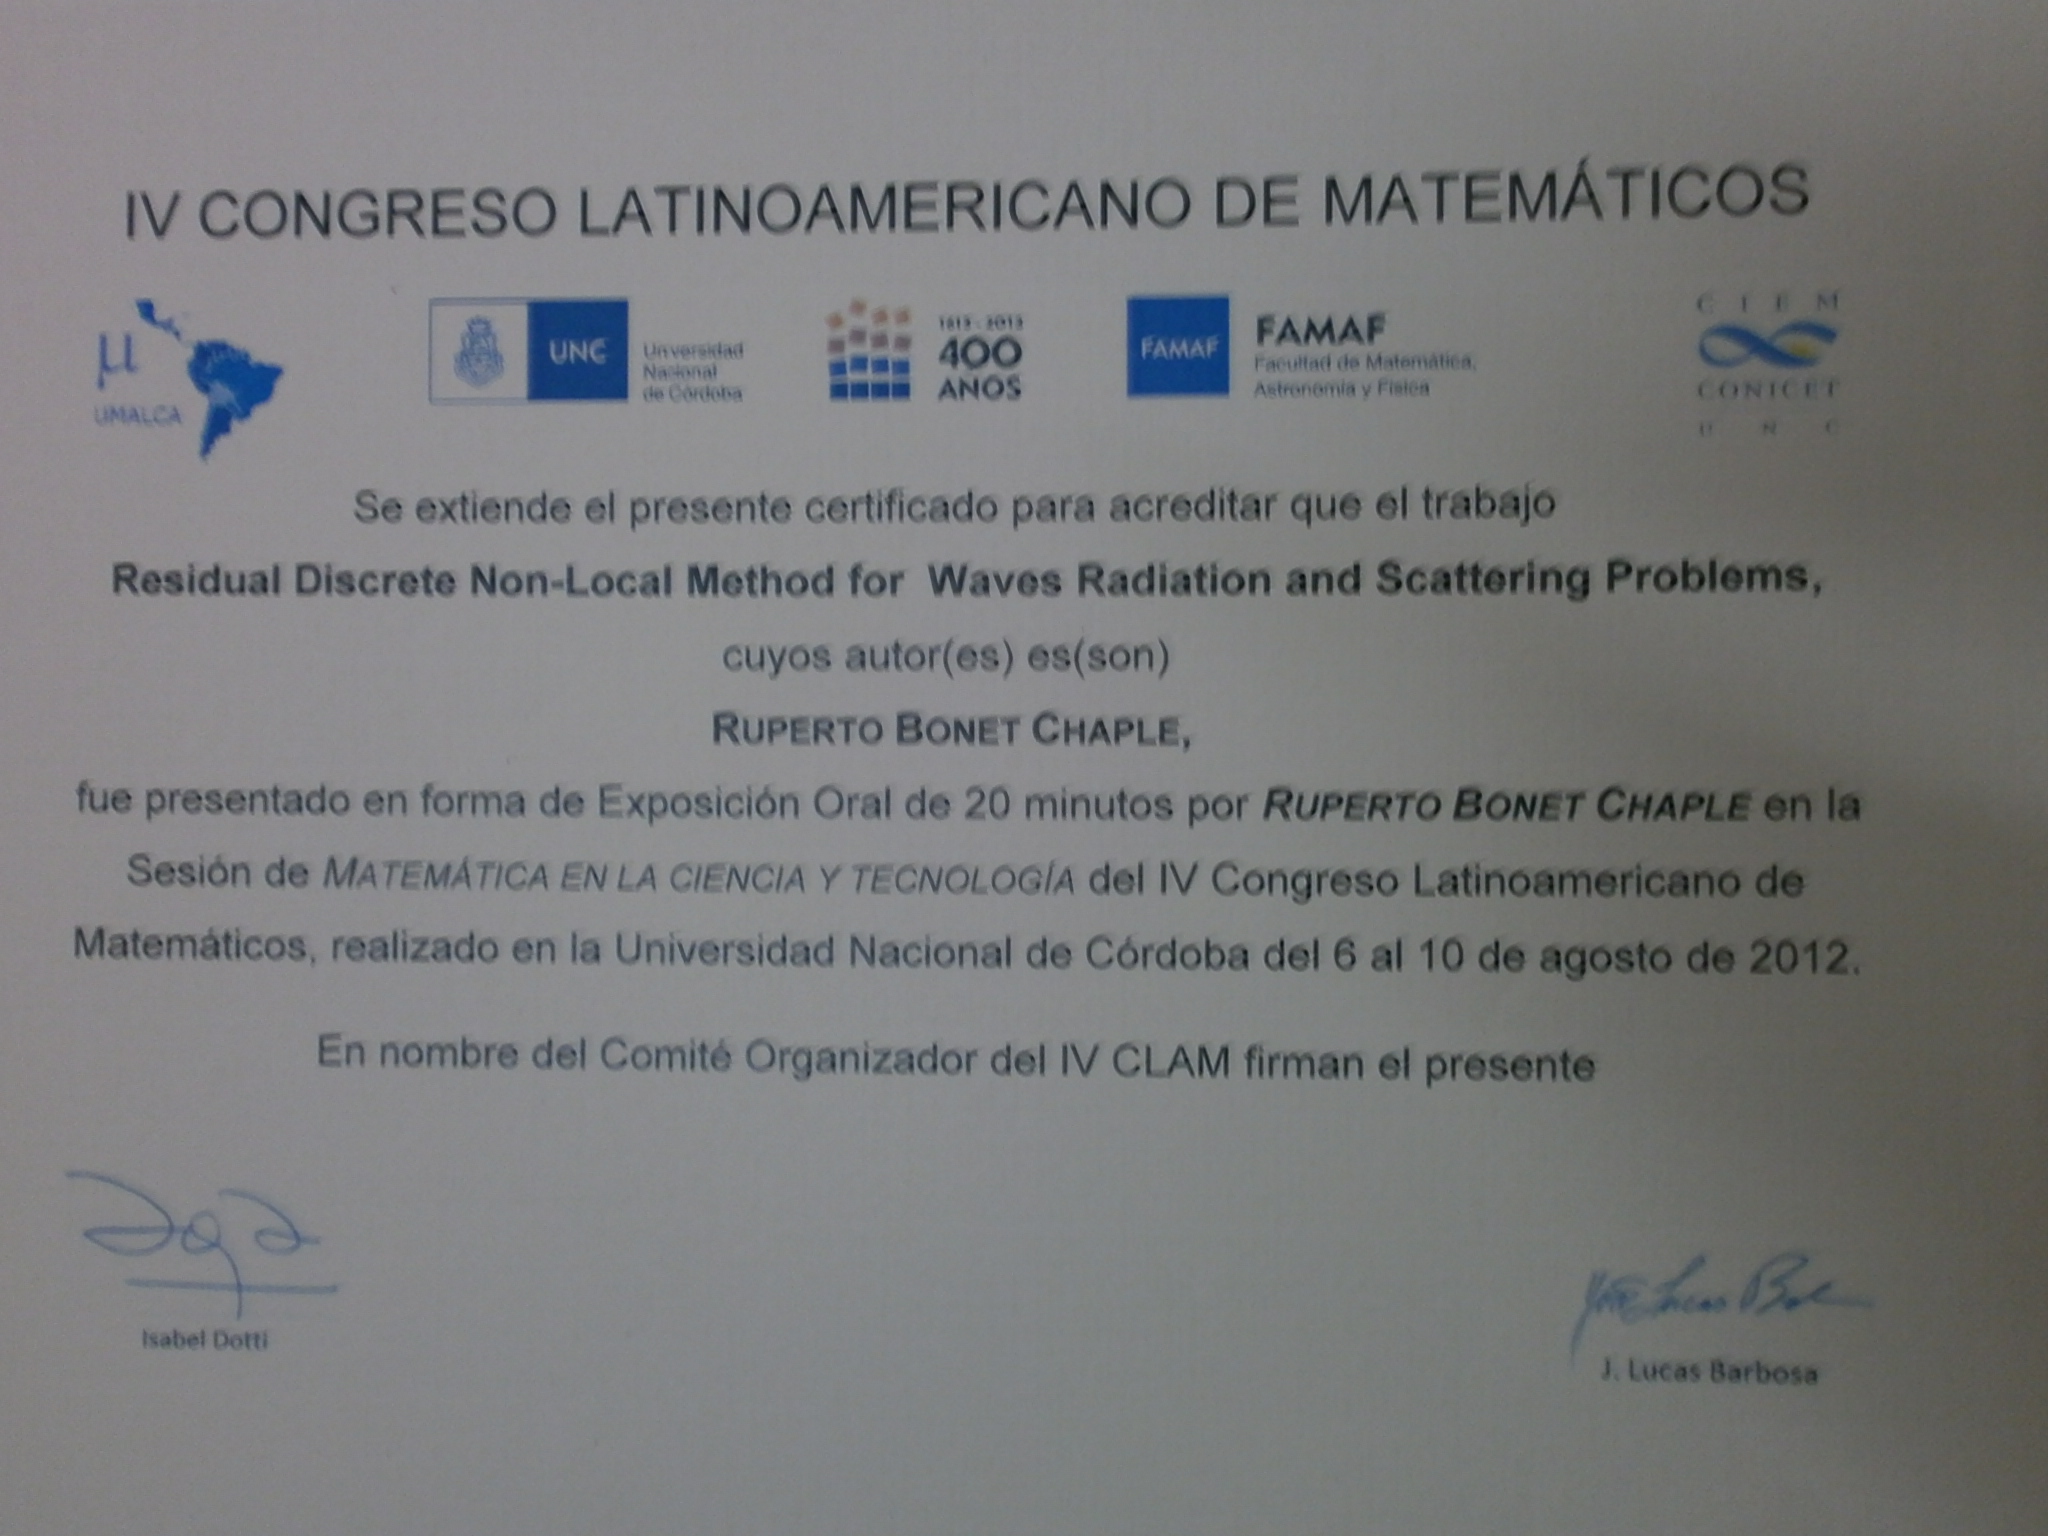 IV CONGRESO LATINOAMERICANO DE MATEMÁTICOS
µ
UMALCA
UNC
Universidad
Nacional
de Córdoba
1613 - 2013
400
AÑOS
FAMAF
FAMAF
Facultad de Matemática,
Astronomía y Física
C I E M
CONICET
U N C
Se extiende el presente certificado para acreditar que el trabajo
Residual Discrete Non-Local Method for Waves Radiation and Scattering Problems,
cuyos autor(es) es(son)
RUPERTO BONET CHAPLE,
fue presentado en forma de Exposición Oral de 20 minutos por RUPERTO BONET CHAPLE en la
Sesión de MATEMÁTICA EN LA CIENCIA Y TECNOLOGÍA del IV Congreso Latinoamericano de
Matemáticos, realizado en la Universidad Nacional de Córdoba del 6 al 10 de agosto de 2012.
En nombre del Comité Organizador del IV CLAM firman el presente
Isabel Dotti
J. Lucas Barbosa